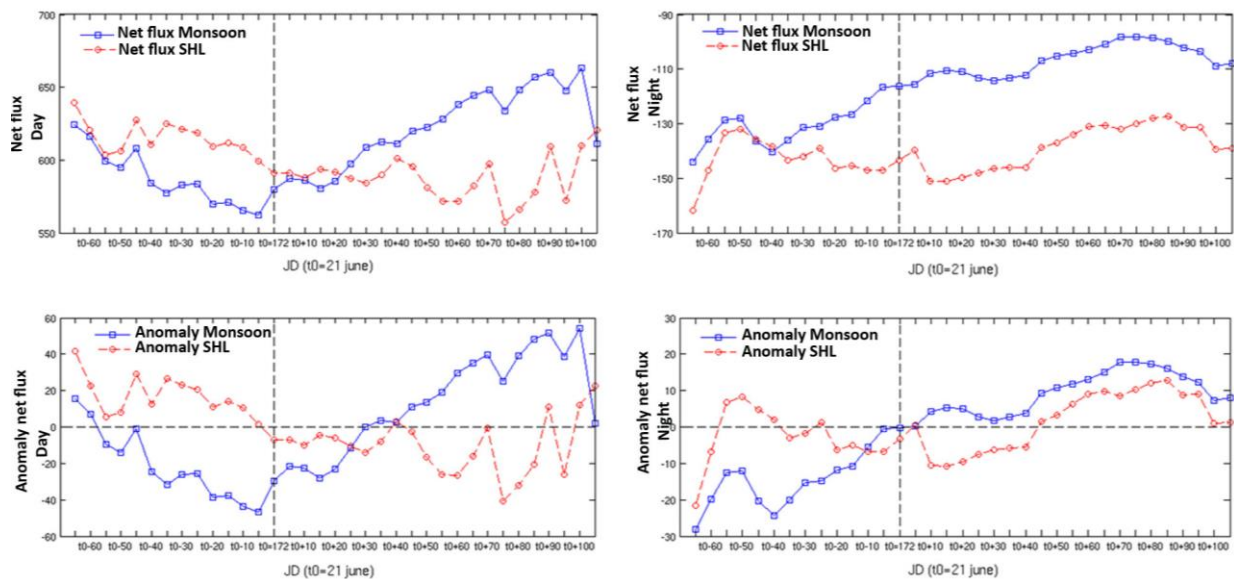 700
650
600
550
Net flux
Day
Net flux Monsoon
Net flux SHL
t0-60 t0-50 t0-40 t0-30 t0-20 t0-10 t0=172 t0+10 t0+20 t0+30 t0+40 t0+50 t0+60 t0+70 t0+80 t0+90 t0+100
JD (t0=21 june)
-90
-110
-130
-150
-170
Net flux
Night
Net flux Monsoon
Net flux SHL
t0-60 t0-50 t0-40 t0-30 t0-20 t0-10 t0=172 t0+10 t0+20 t0+30 t0+40 t0+50 t0+60 t0+70 t0+80 t0+90 t0+100
JD (t0=21 june)
60
40
20
0
-20
-40
-60
Anomaly net flux
Day
Anomaly Monsoon
Anomaly SHL
t0-60 t0-50 t0-40 t0-30 t0-20 t0-10 t0=172 t0+10 t0+20 t0+30 t0+40 t0+50 t0+60 t0+70 t0+80 t0+90 t0+100
JD (t0=21 june)
30
20
10
0
-10
-20
-30
Anomaly net flux
Night
Anomaly Monsoon
Anomaly SHL
t0-60 t0-50 t0-40 t0-30 t0-20 t0-10 t0=172 t0+10 t0+20 t0+30 t0+40 t0+50 t0+60 t0+70 t0+80 t0+90 t0+100
JD (t0=21 june)